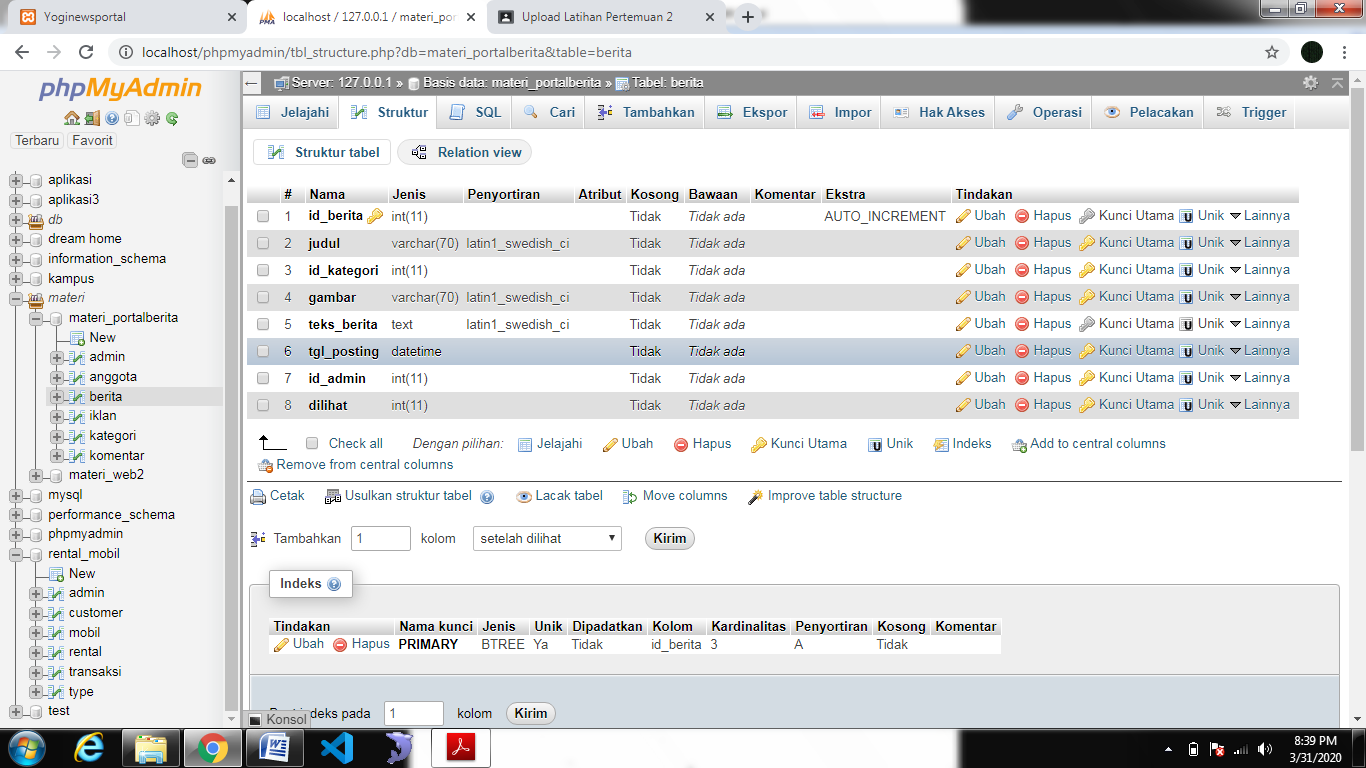 Yoginewsportal
localhost / 127.0.0.1 / materi_por
Upload Latihan Pertemuan 2
localhost/phpmyadmin/tbl_structure.php?db=materi_portalberita&table=berita
phpMyAdmin
Terbaru Favorit
aplikasi
aplikasi3
db
dream home
information_schema
kampus
materi
materi_portalberita
New
admin
anggota
berita
iklan
kategori
komentar
materi_web2
mysql
performance_schema
phpmyadmin
rental_mobil
New
admin
customer
mobil
rental
transaksi
type
test
Server: 127.0.0.1 » Basis data: materi_portalberita » Tabel: berita
Jelajahi Struktur SQL Cari Tambahkan Ekspor Impor Hak Akses Operasi Pelacakan Trigger
Struktur tabel Relation view
# Nama Jenis Penyortiran Atribut Kosong Bawaan Komentar Ekstra Tindakan
1 id_berita int(11) Tidak Tidak ada AUTO_INCREMENT Ubah Hapus Kunci Utama Unik Lainnya
2 judul varchar(70) latin1_swedish_ci Tidak Tidak ada Ubah Hapus Kunci Utama Unik Lainnya
3 id_kategori int(11) Tidak Tidak ada Ubah Hapus Kunci Utama Unik Lainnya
4 gambar varchar(70) latin1_swedish_ci Tidak Tidak ada Ubah Hapus Kunci Utama Unik Lainnya
5 teks_berita text latin1_swedish_ci Tidak Tidak ada Ubah Hapus Kunci Utama Unik Lainnya
6 tgl_posting datetime Tidak Tidak ada Ubah Hapus Kunci Utama Unik Lainnya
7 id_admin int(11) Tidak Tidak ada Ubah Hapus Kunci Utama Unik Lainnya
8 dilihat int(11) Tidak Tidak ada Ubah Hapus Kunci Utama Unik Lainnya
Check all Dengan pilihan: Jelajahi Ubah Hapus Kunci Utama Unik Indeks Add to central columns
Remove from central columns
Cetak Usulkan struktur tabel Lacak tabel Move columns Improve table structure
Tambahkan 1 kolom setelah dilihat Kirim
Indeks
Tindakan Nama kunci Jenis Unik Dipadatkan Kolom Kardinalitas Penyortiran Kosong Komentar
Ubah Hapus PRIMARY BTREE Ya Tidak id_berita 3 A Tidak
indeks pada 1 kolom Kirim
Konsol
8:39 PM
3/31/2020